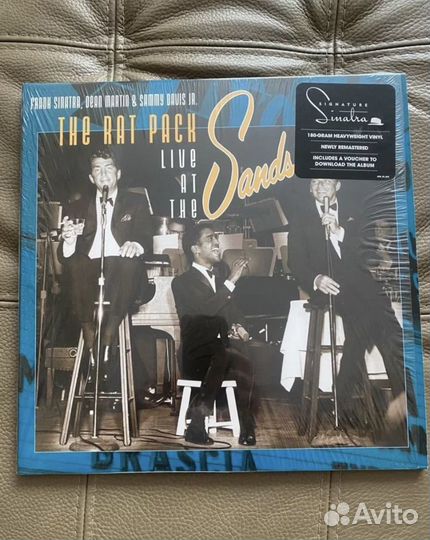 FRANK SINATRA, DEAN MARTIN & SAMMY DAVIS JR.
THE RAT PACK
LIVE
AT
THE
Sands
SIGNATURE
Sinatra
180-GRAM HEAVYWEIGHT VINYL
NEWLY REMASTERED
INCLUDES A VOUCHER TO
DOWNLOAD THE ALBUM
Avito